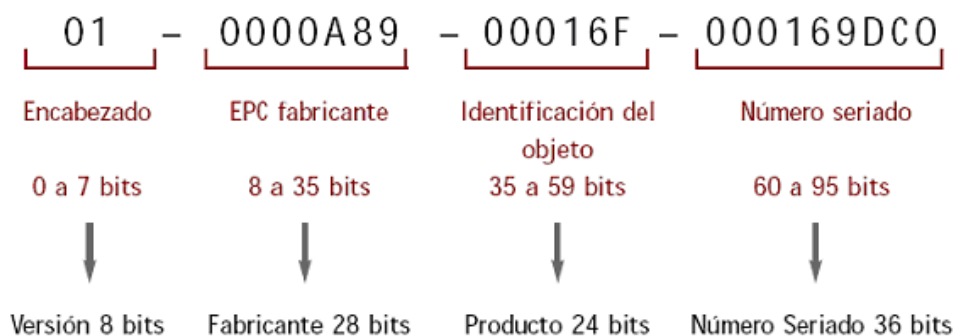 01 - 0000A89 - 00016F - 000169DC0
Encabezado EPC fabricante Identificación del objeto Número seriado
0 a 7 bits 8 a 35 bits 35 a 59 bits 60 a 95 bits
Versión 8 bits Fabricante 28 bits Producto 24 bits Número Seriado 36 bits